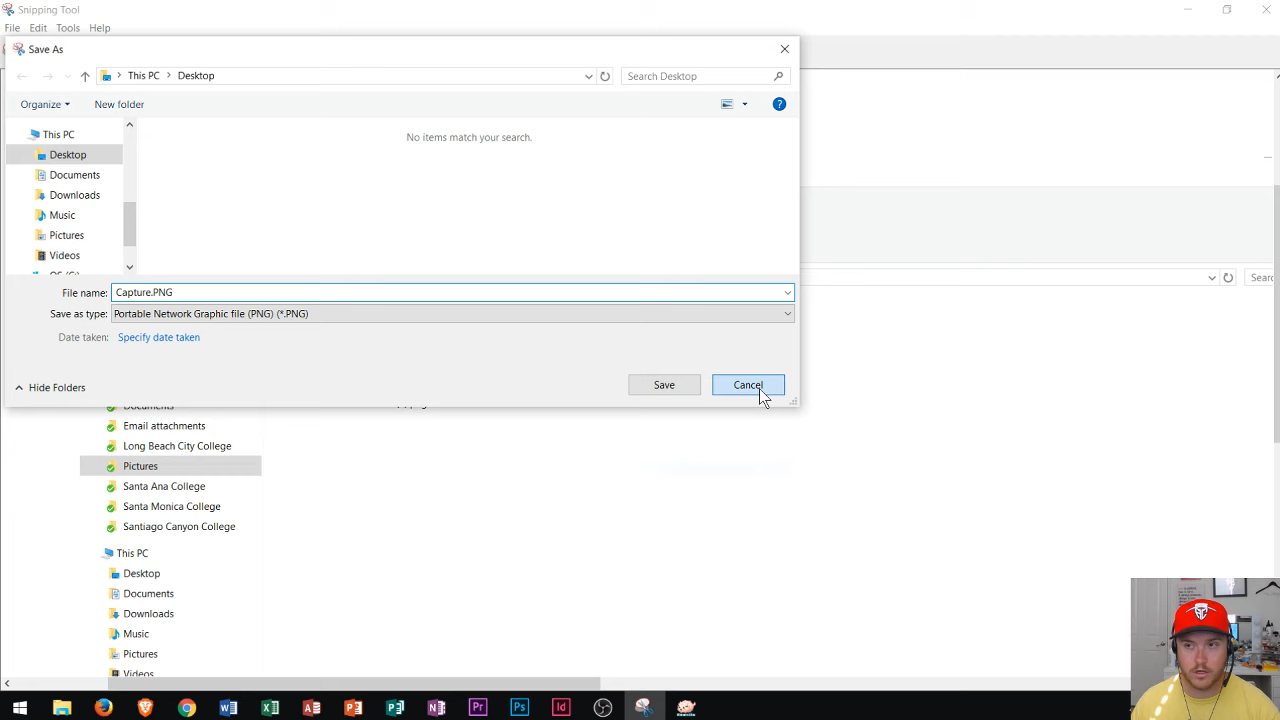 Snipping Tool
File Edit Tools Help
Save As
This PC Desktop
Search Desktop
Organize New folder
This PC
No items match your search.
Desktop
Documents
Downloads
Music
Pictures
Videos
OS (C:)
File name: Capture.PNG
Save as type: Portable Network Graphic file (PNG) (*.PNG)
Date taken: Specify date taken
Hide Folders
Save Cancel
Documents
Email attachments
Long Beach City College
Pictures
Santa Ana College
Santa Monica College
Santiago Canyon College
This PC
Desktop
Documents
Downloads
Music
Pictures
Videos